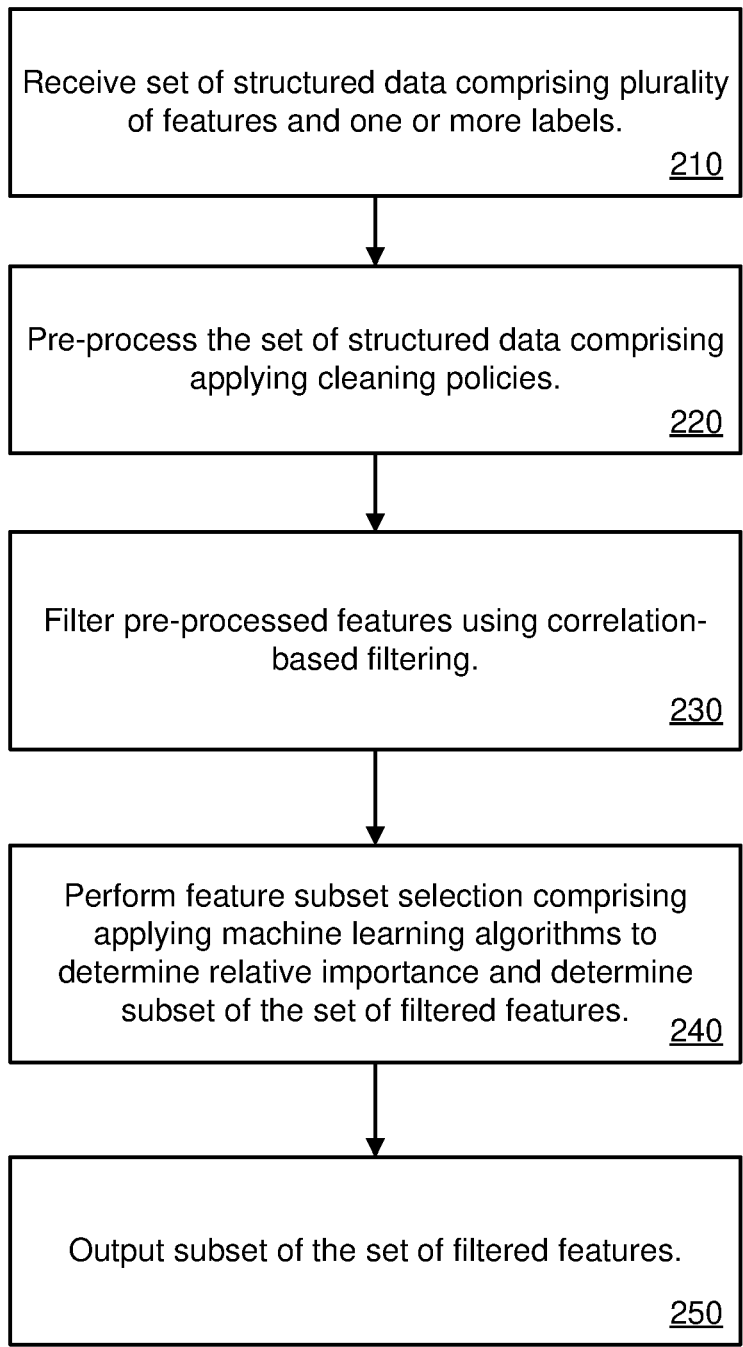 Receive set of structured data comprising plurality
of features and one or more labels.
210
Pre-process the set of structured data comprising
applying cleaning policies.
220
Filter pre-processed features using correlation-
based filtering.
230
Perform feature subset selection comprising
applying machine learning algorithms to
determine relative importance and determine
subset of the set of filtered features.
240
Output subset of the set of filtered features.
250